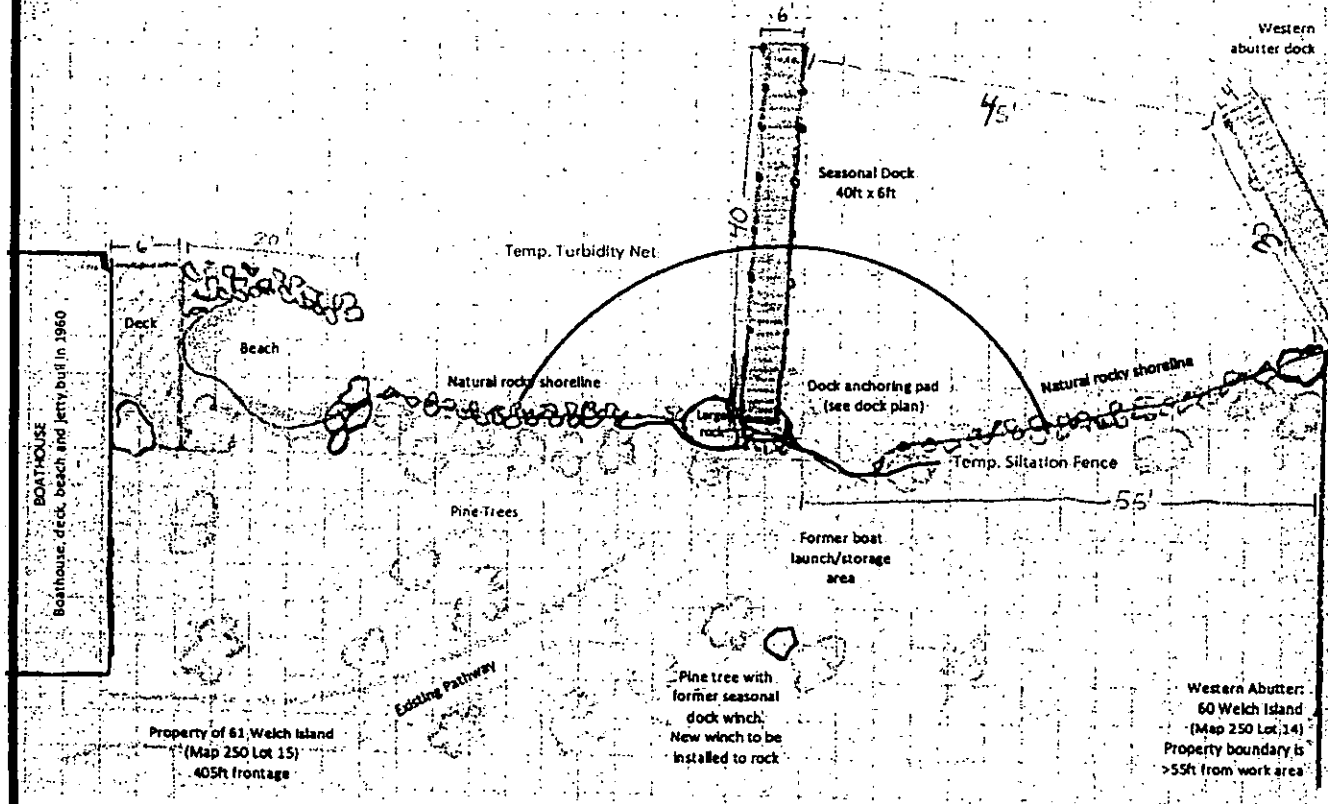 6
Western
abutter dock
45'
4
Seasonal Dock
40ft x 6ft
40
30
6'
20'
Temp. Turbidity Net
Deck
Beach
BOATHOUSE
Boathouse, deck, beach and jetty built in 1960
Natural rocky shoreline
Large
rock
Dock anchoring pad
(see dock plan)
Natural rocky shoreline
Temp. Siltation Fence
55'
Pine Trees
Former boat
launch/storage
area
Existing Pathway
Pine tree with
former seasonal
dock winch.
New winch to be
installed to rock
Property of 61 Welch Island
(Map 250 Lot 15)
405ft frontage
Western Abutter:
60 Welch Island
(Map 250 Lot 14)
Property boundary is
>55ft from work area